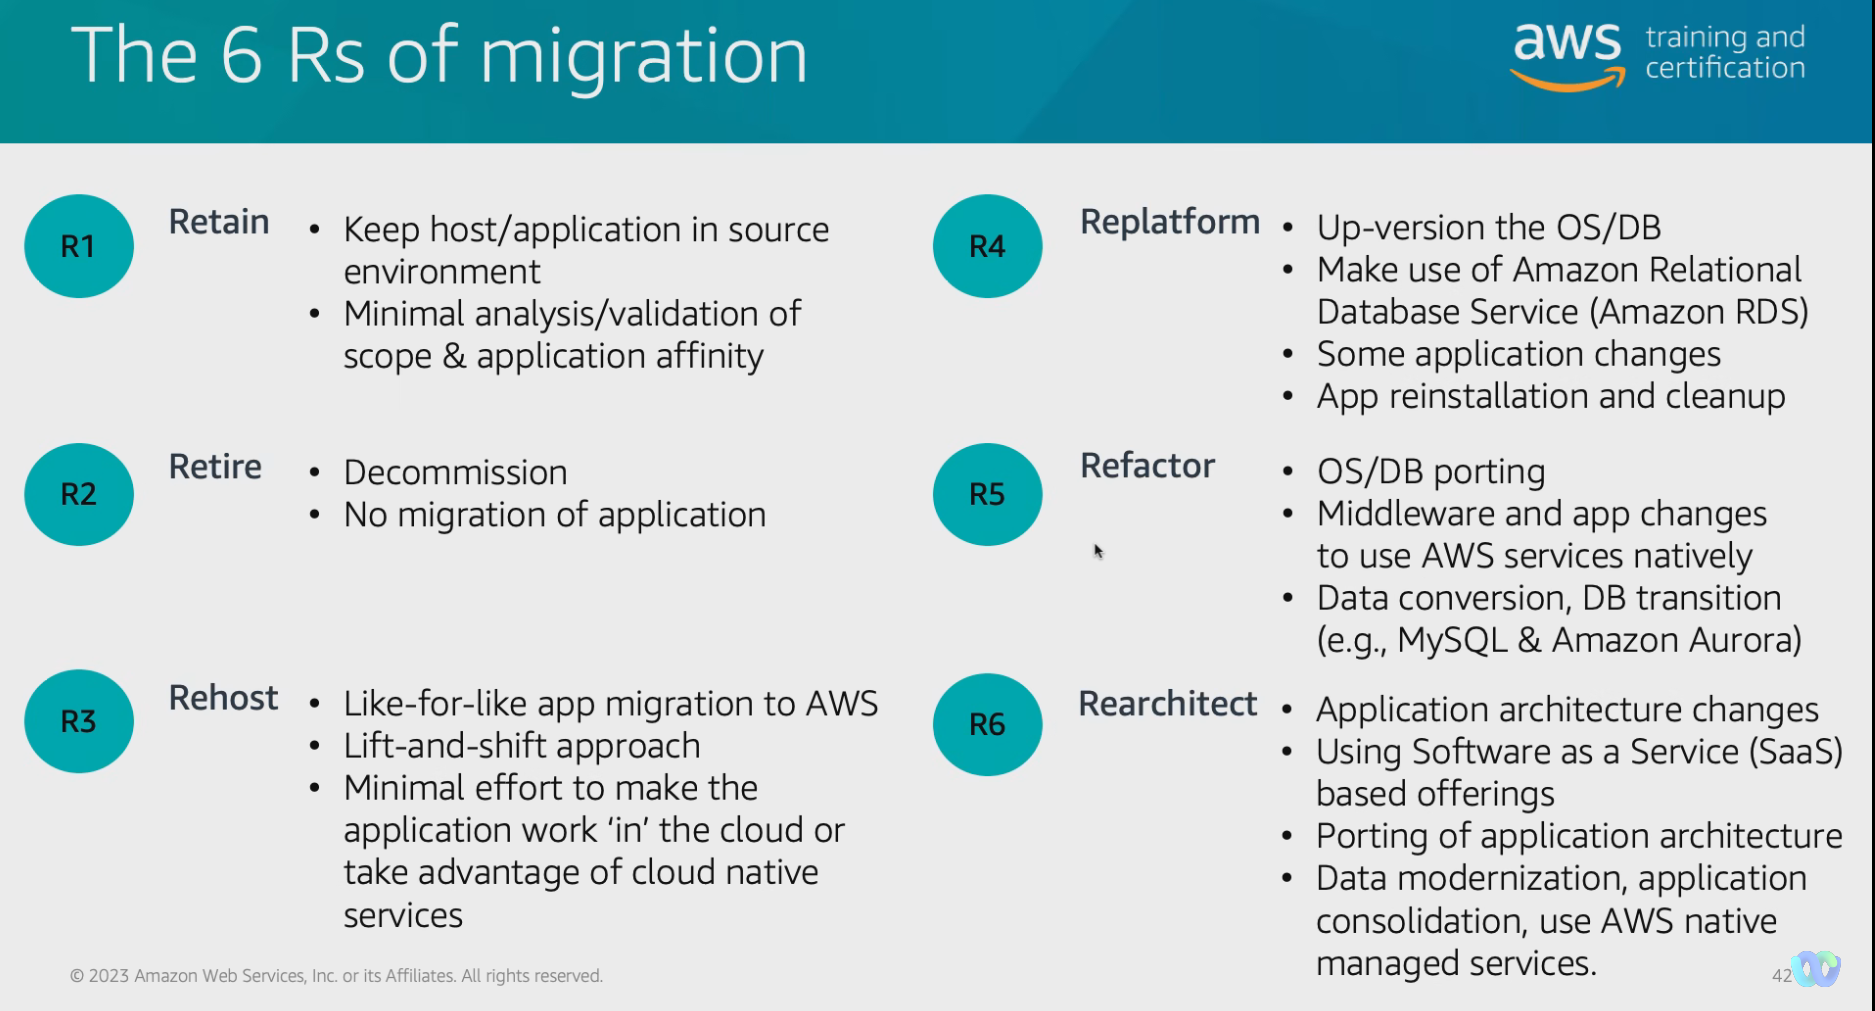 The 6 Rs of migration
aws
training and
certification
R1
Retain
• Keep host/application in source
environment
• Minimal analysis/validation of
scope & application affinity
R2
Retire
• Decommission
• No migration of application
R3
Rehost
• Like-for-like app migration to AWS
• Lift-and-shift approach
• Minimal effort to make the
application work ‘in’ the cloud or
take advantage of cloud native
services
R4
Replatform
• Up-version the OS/DB
• Make use of Amazon Relational
Database Service (Amazon RDS)
• Some application changes
• App reinstallation and cleanup
R5
Refactor
• OS/DB porting
• Middleware and app changes
to use AWS services natively
• Data conversion, DB transition
(e.g., MySQL & Amazon Aurora)
R6
Rearchitect
• Application architecture changes
• Using Software as a Service (SaaS)
based offerings
• Porting of application architecture
• Data modernization, application
consolidation, use AWS native
managed services.
© 2023 Amazon Web Services, Inc. or its Affiliates. All rights reserved.
42